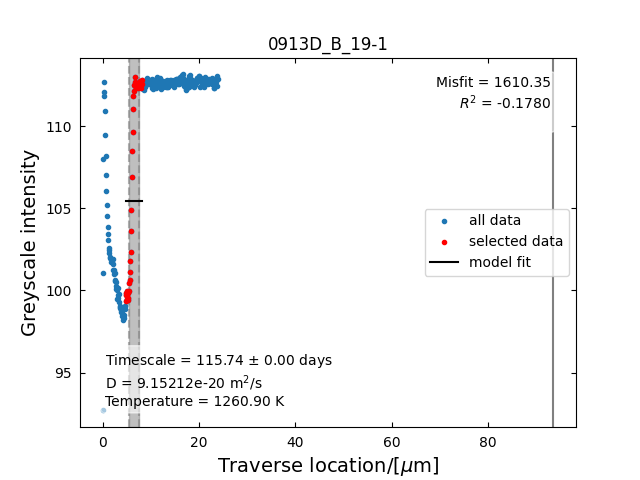 0913D_B_19-1
Misfit = 1610.35
R² = -0.1780
110
105
100
95
Greyscale intensity
all data
selected data
model fit
Timescale = 115.74 ± 0.00 days
D = 9.15212e-20 m²/s
Temperature = 1260.90 K
0 20 40 60 80
Traverse location/[μm]